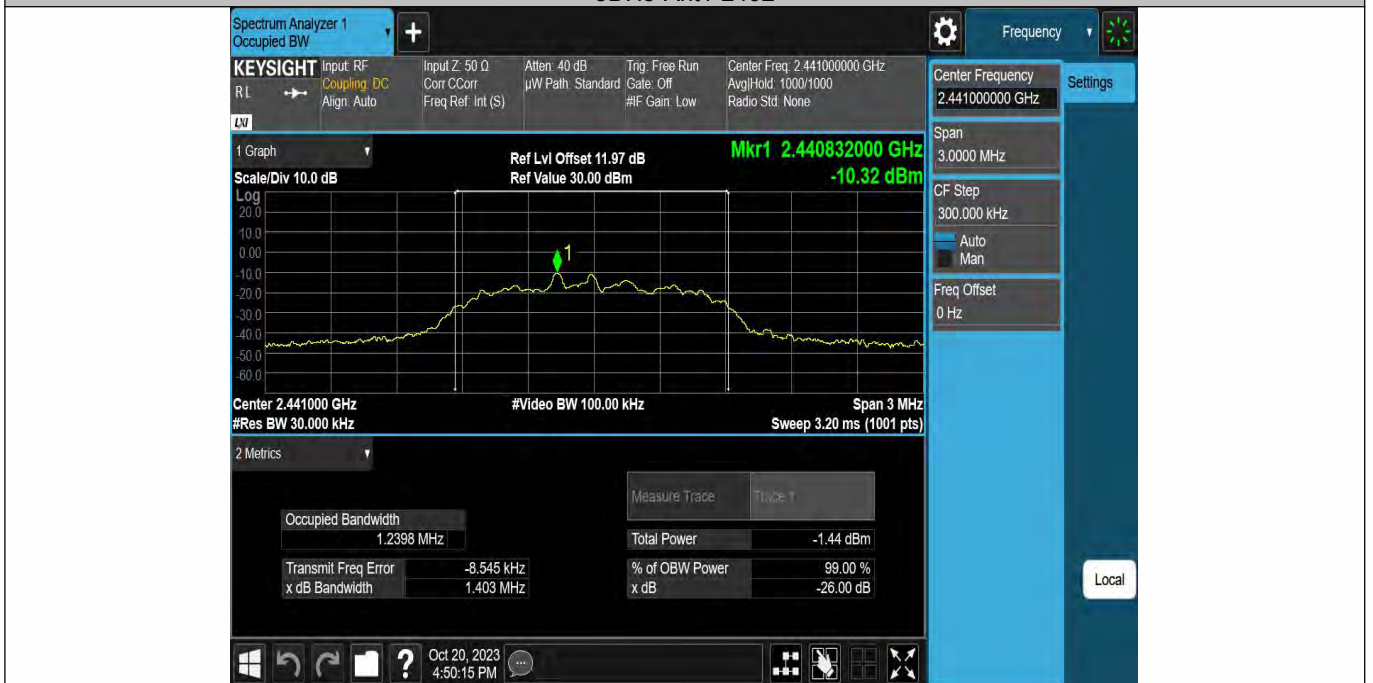 Spectrum Analyzer 1
Occupied BW
Frequency
KEYSIGHT
RL
LXI
Input: RF
Coupling: DC
Align: Auto
Input Z: 50 Ω
Corr CCorr
Freq Ref: Int (S)
Atten: 40 dB
µW Path: Standard
Trig: Free Run
Gate: Off
#IF Gain: Low
Center Freq: 2.441000000 GHz
Avg|Hold: 1000/1000
Radio Std: None
Center Frequency
2.441000000 GHz
Settings
Span
3.0000 MHz
CF Step
300.000 kHz
Auto
Man
Freq Offset
0 Hz
Local
1 Graph
Scale/Div 10.0 dB
Ref Lvl Offset 11.97 dB
Ref Value 30.00 dBm
Mkr1 2.440832000 GHz
-10.32 dBm
Log
20.0
10.0
0.00
-10.0
-20.0
-30.0
-40.0
-50.0
-60.0
1
Center 2.441000 GHz
#Video BW 100.00 kHz
Span 3 MHz
#Res BW 30.000 kHz
Sweep 3.20 ms (1001 pts)
2 Metrics
Measure Trace
Trace 1
Occupied Bandwidth
1.2398 MHz
Total Power
-1.44 dBm
Transmit Freq Error
-8.545 kHz
% of OBW Power
99.00 %
x dB Bandwidth
1.403 MHz
x dB
-26.00 dB
Oct 20, 2023
4:50:15 PM